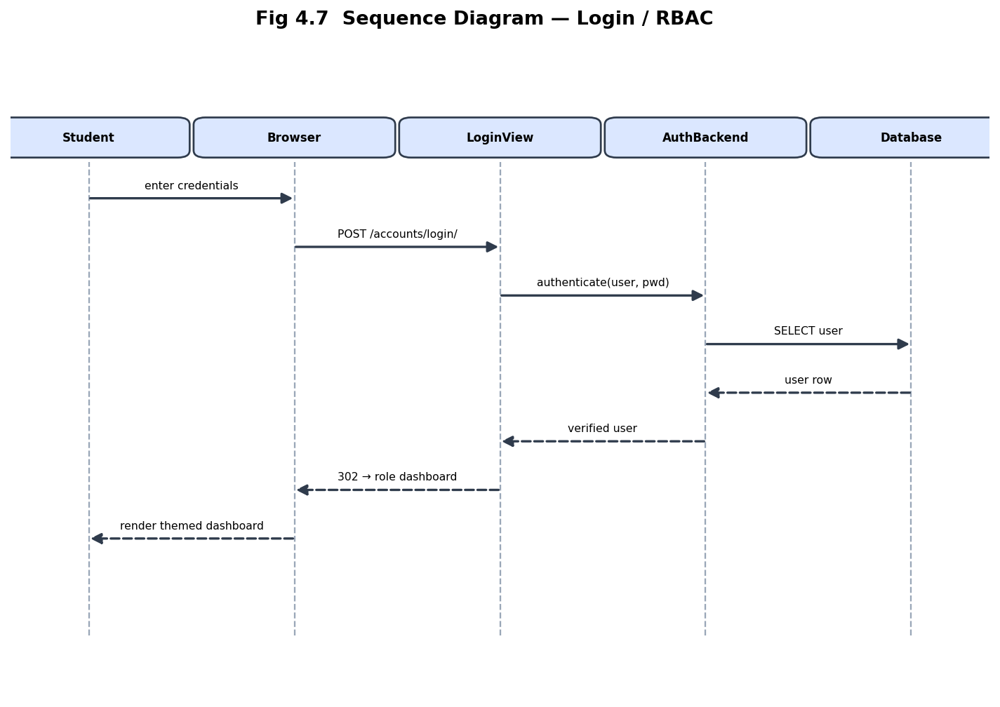 Fig 4.7  Sequence Diagram — Login / RBAC
Student
Browser
LoginView
AuthBackend
Database
enter credentials
POST /accounts/login/
authenticate(user, pwd)
SELECT user
user row
verified user
302 → role dashboard
render themed dashboard